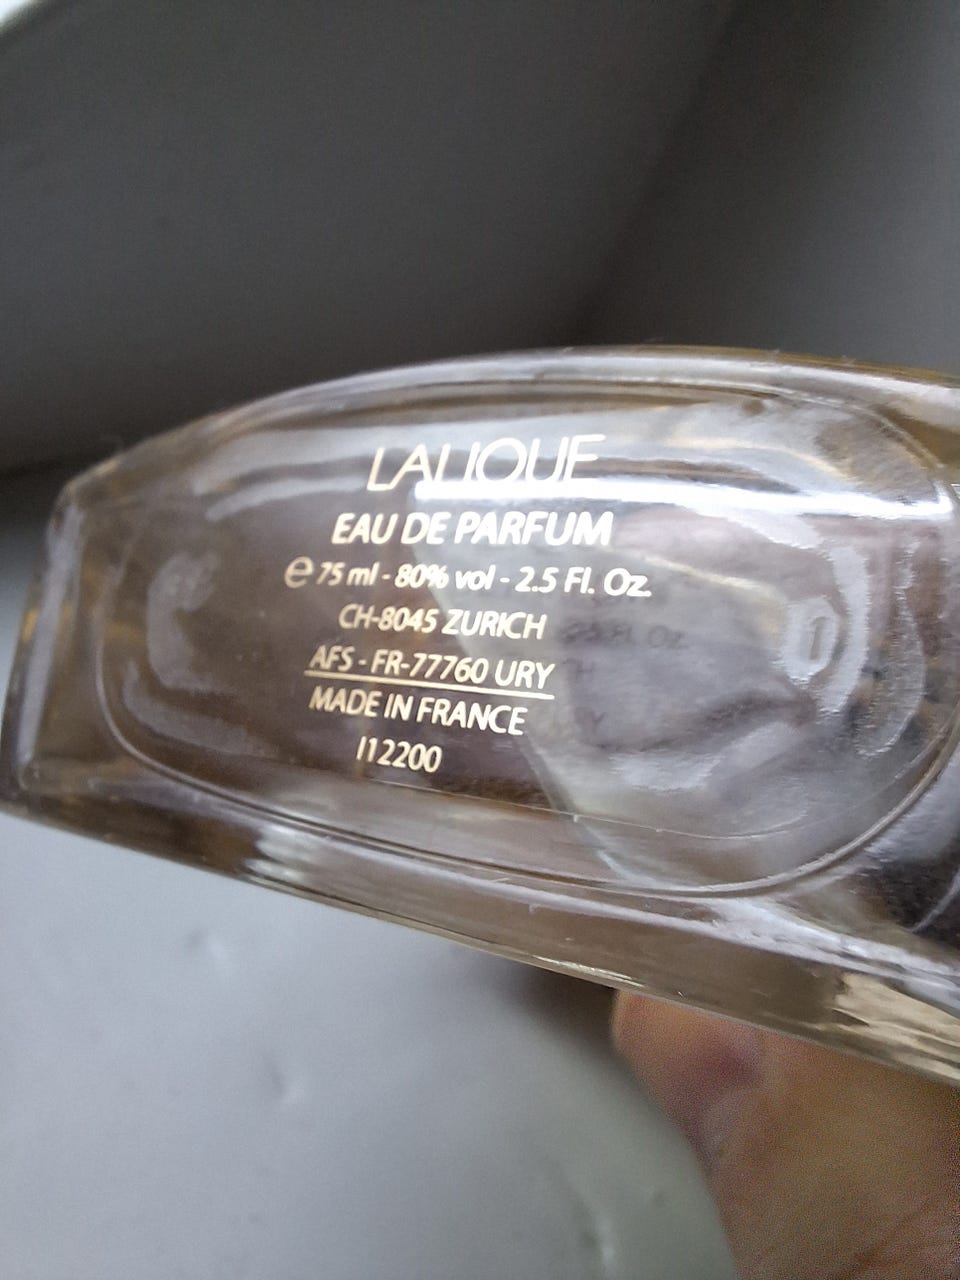 LALIQUE
EAU DE PARFUM
℮ 75 ml - 80% vol - 2.5 Fl. Oz.
CH-8045 ZURICH
AFS - FR-77760 URY
MADE IN FRANCE
I12200
1